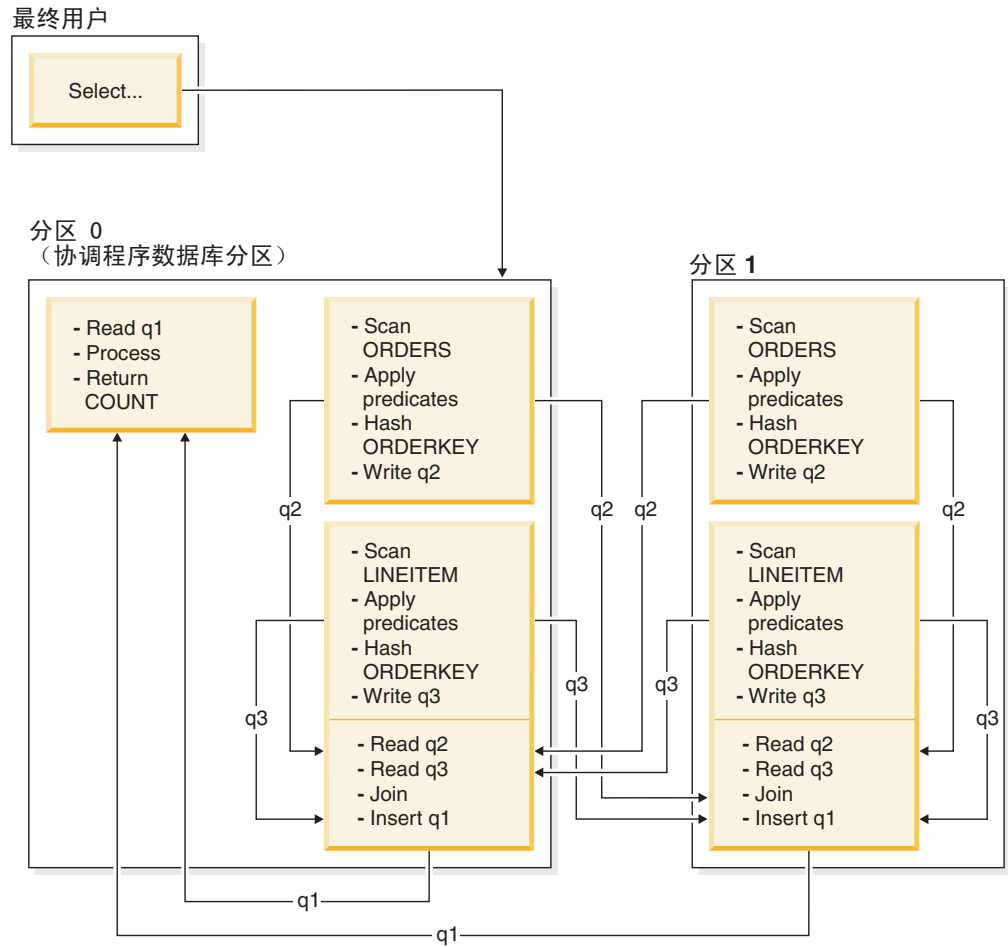 最终用户
Select...
分区 0
（协调程序数据库分区）
- Read q1
- Process
- Return
COUNT
- Scan
ORDERS
- Apply
predicates
- Hash
ORDERKEY
- Write q2
q2
q2
- Scan
LINEITEM
- Apply
predicates
- Hash
ORDERKEY
- Write q3
q3
q3
- Read q2
- Read q3
- Join
- Insert q1
分区 1
- Scan
ORDERS
- Apply
predicates
- Hash
ORDERKEY
- Write q2
q2
q2
- Scan
LINEITEM
- Apply
predicates
- Hash
ORDERKEY
- Write q3
q3
q3
- Read q2
- Read q3
- Join
- Insert q1
q1
q1